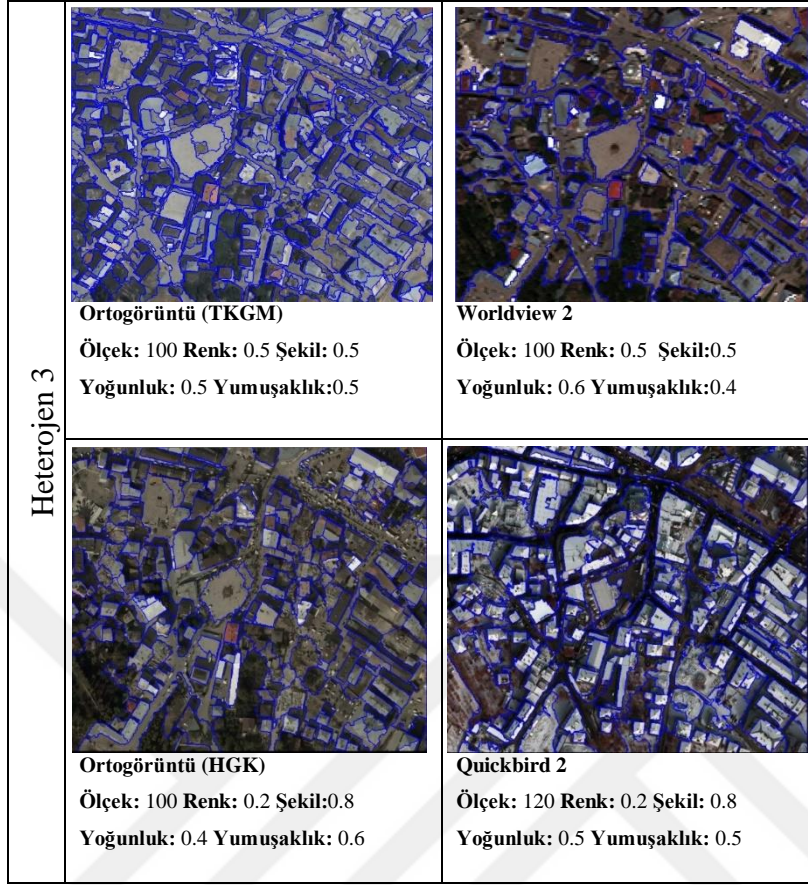 Heterojen 3
Ortogörüntü (TKGM)
Ölçek: 100 Renk: 0.5 Şekil: 0.5
Yoğunluk: 0.5 Yumuşaklık:0.5
Worldview 2
Ölçek: 100 Renk: 0.5 Şekil:0.5
Yoğunluk: 0.6 Yumuşaklık:0.4
Ortogörüntü (HGK)
Ölçek: 100 Renk: 0.2 Şekil:0.8
Yoğunluk: 0.4 Yumuşaklık: 0.6
Quickbird 2
Ölçek: 120 Renk: 0.2 Şekil: 0.8
Yoğunluk: 0.5 Yumuşaklık: 0.5